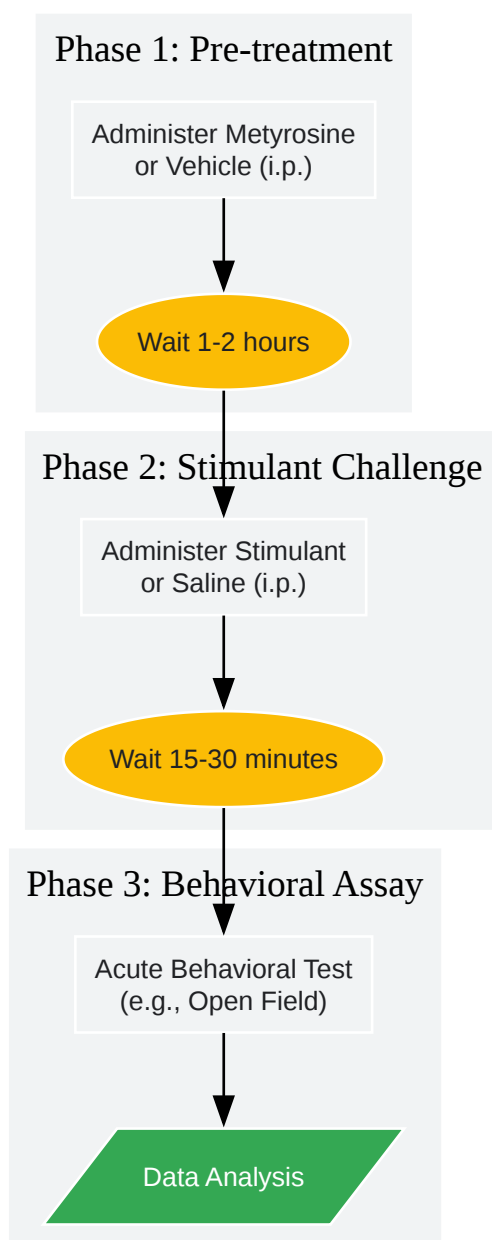 Phase 1: Pre-treatment
Administer Metyrosine
or Vehicle (i.p.)
Wait 1-2 hours
Phase 2: Stimulant Challenge
Administer Stimulant
or Saline (i.p.)
Wait 15-30 minutes
Phase 3: Behavioral Assay
Acute Behavioral Test
(e.g., Open Field)
Data Analysis